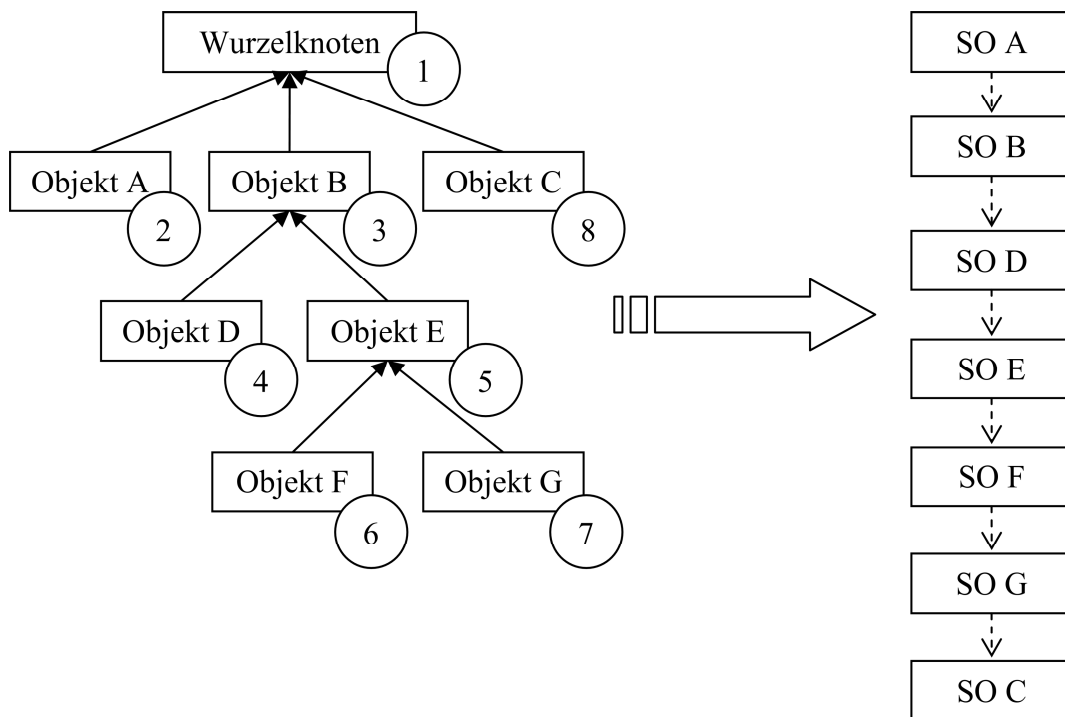 Wurzelknoten
1
Objekt A
2
Objekt B
3
Objekt C
8
Objekt D
4
Objekt E
5
Objekt F
6
Objekt G
7
SO A
SO B
SO D
SO E
SO F
SO G
SO C